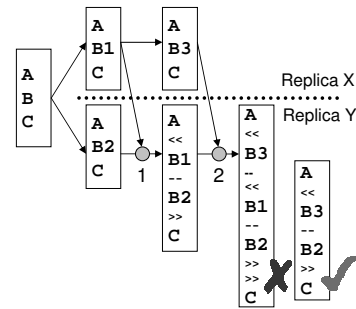 A
B
C
A
B1
C
A
B3
C
Replica X
Replica Y
A
B2
C
1
A
<<
B1
--
B2
>>
C
2
A
<<
B3
--
<<
B1
--
B2
>>
>>
C
A
<<
B3
--
B2
>>
C